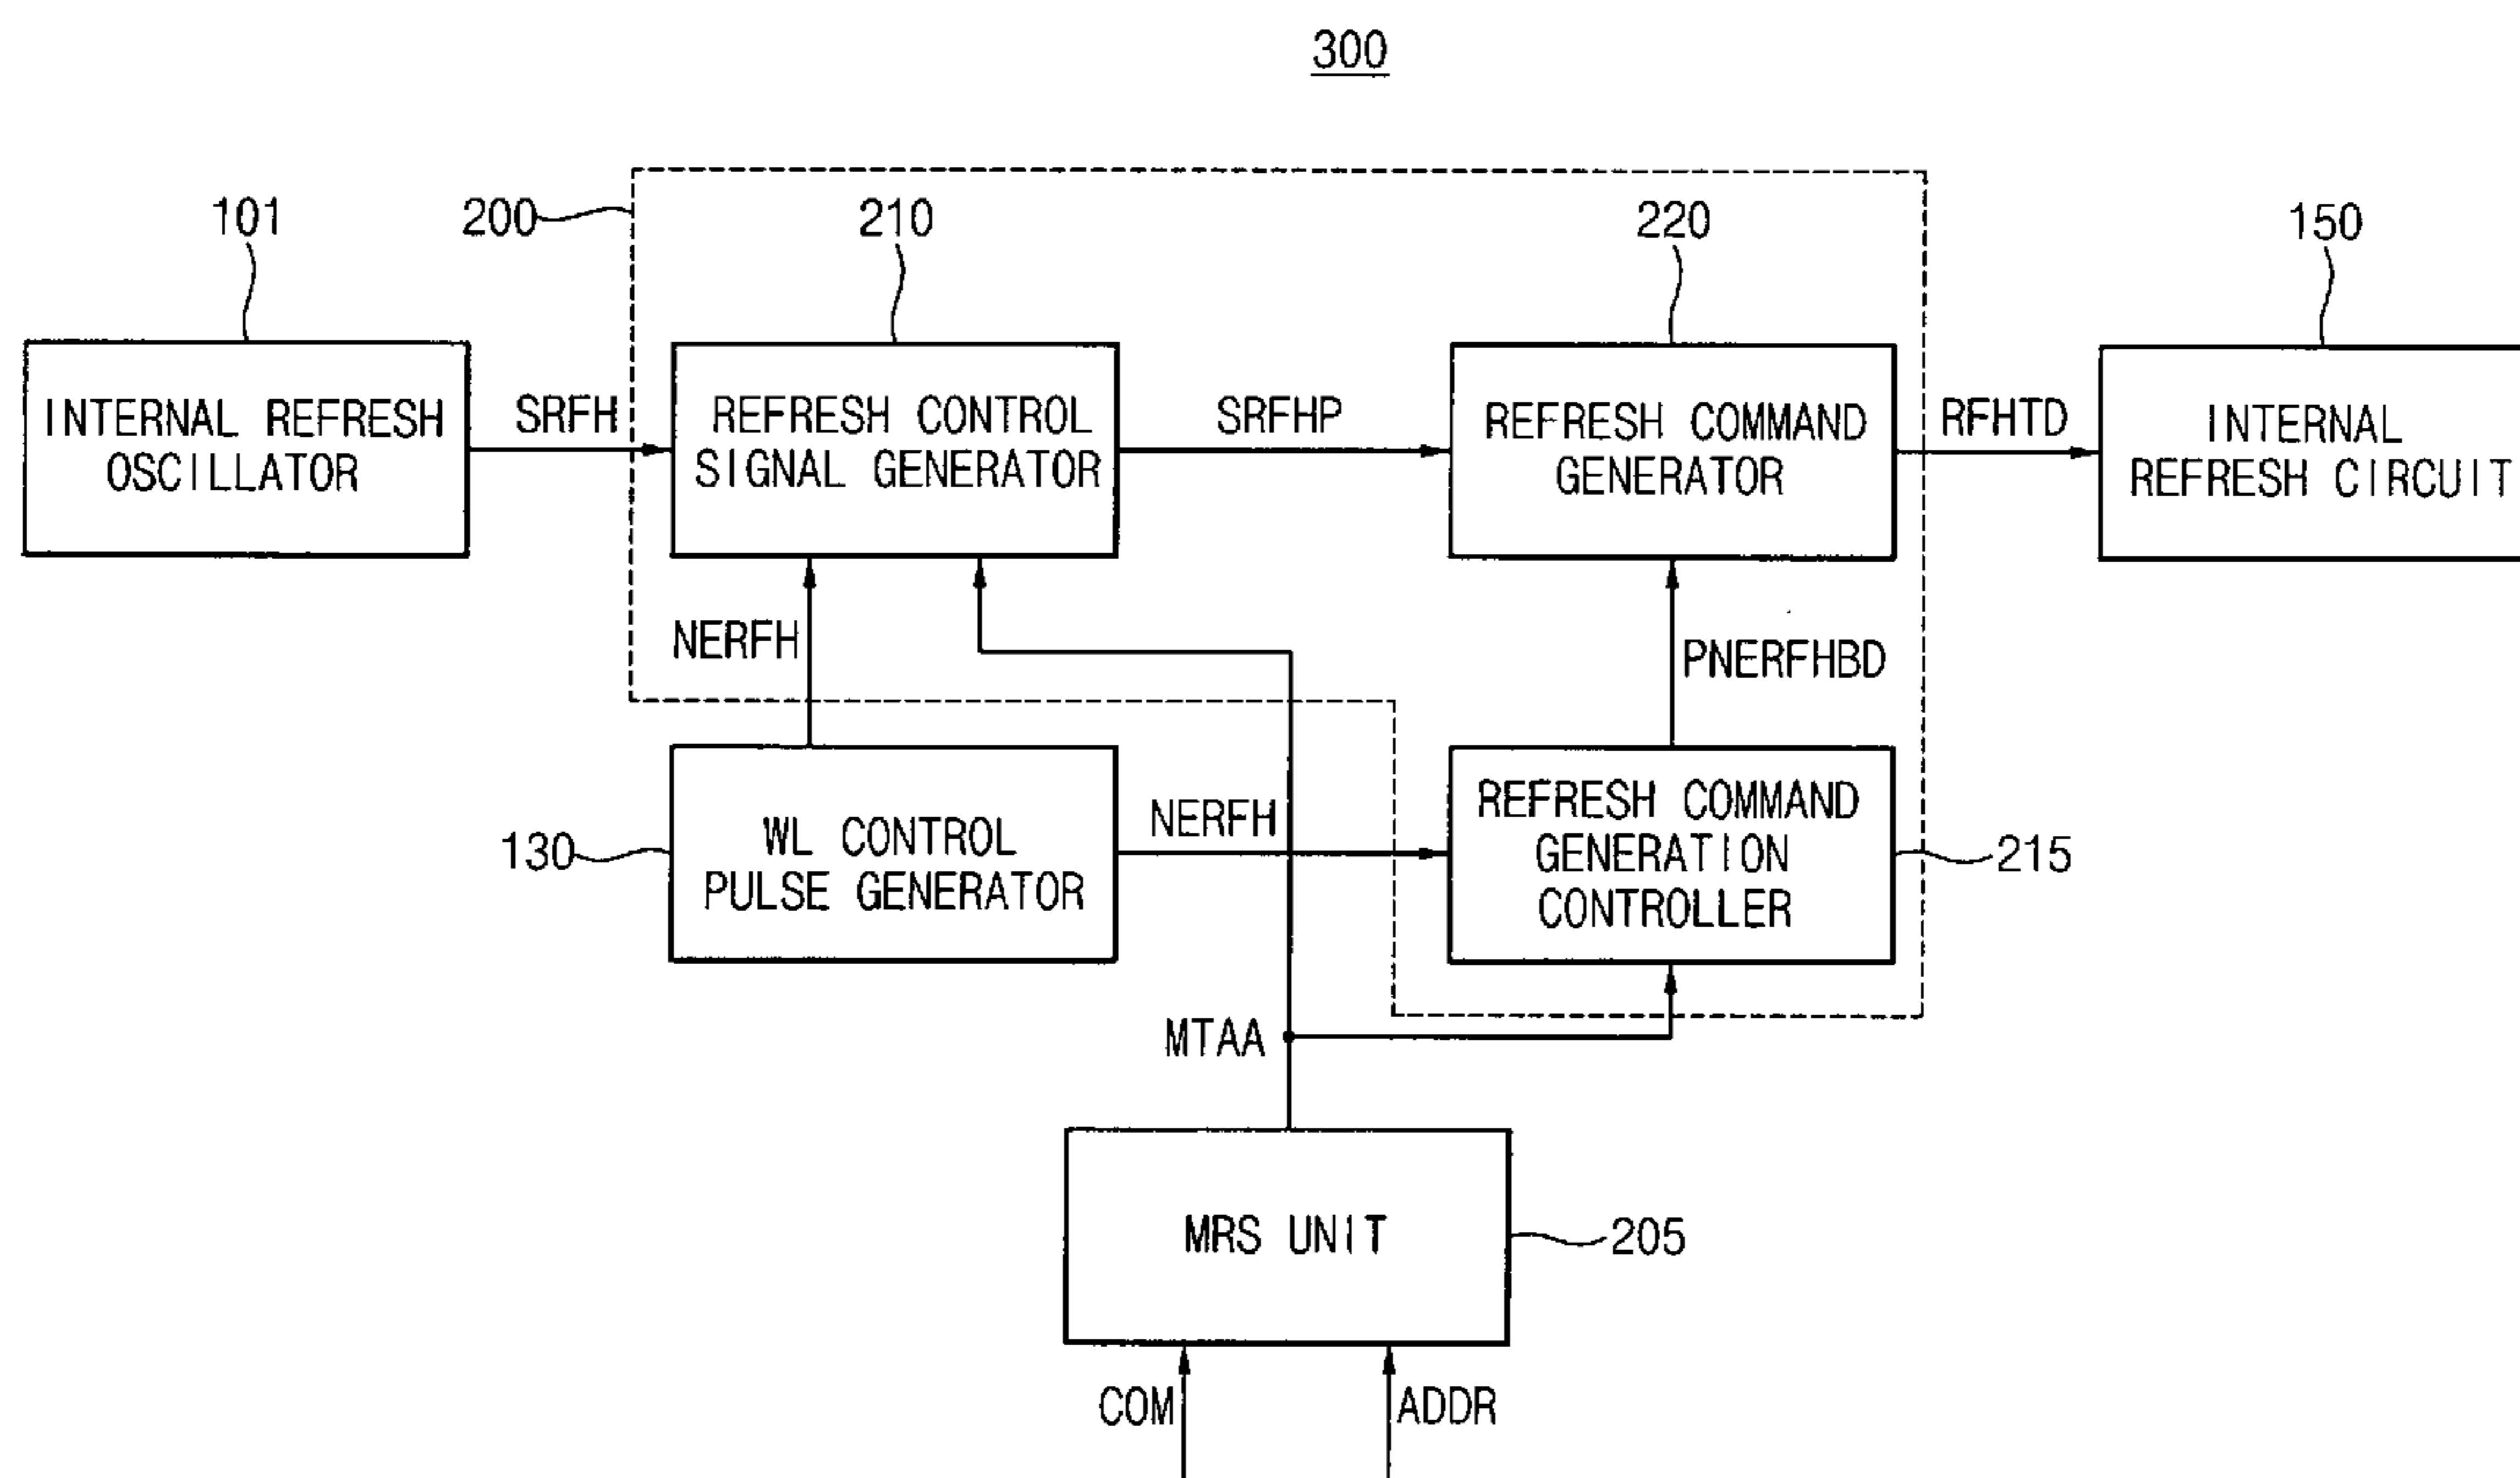 300
101
200
210
220
150
INTERNAL REFRESH
OSCILLATOR
SRFH
REFRESH CONTROL
SIGNAL GENERATOR
SRFHP
REFRESH COMMAND
GENERATOR
RFHTD
INTERNAL
REFRESH CIRCUIT
NERFH
PNERFHBD
130
WL CONTROL
PULSE GENERATOR
NERFH
REFRESH COMMAND
GENERATION
CONTROLLER
215
MTAA
MRS UNIT
205
COM
ADDR